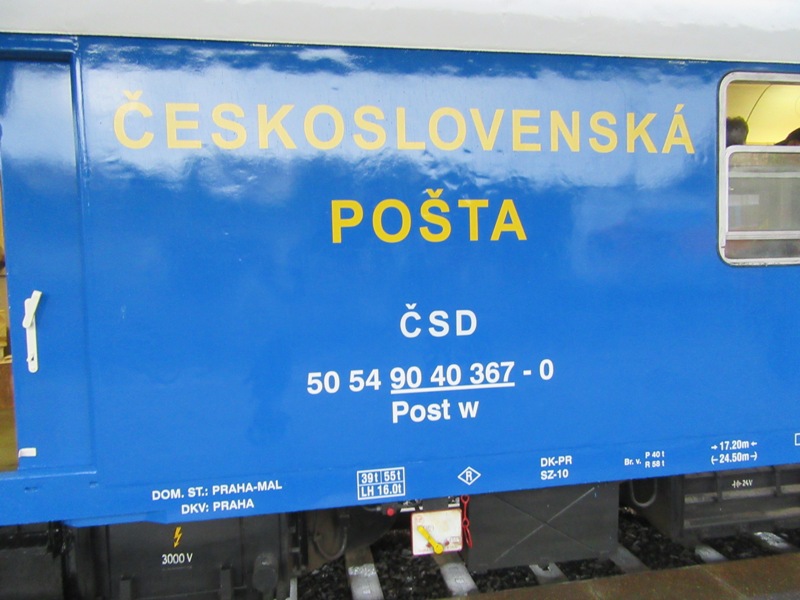 ČESKOSLOVENSKÁ
POŠTA
ČSD
50 54 90 40 367 - 0
Post w
DOM. ST.: PRAHA-MAL
DKV: PRAHA
391 551
LH 16.0t
R
DK-PR
SZ-10
Br. v. P 40 t
R 58 t
→ 17.20m ←
(← 24.50m →)
3000 V
24V